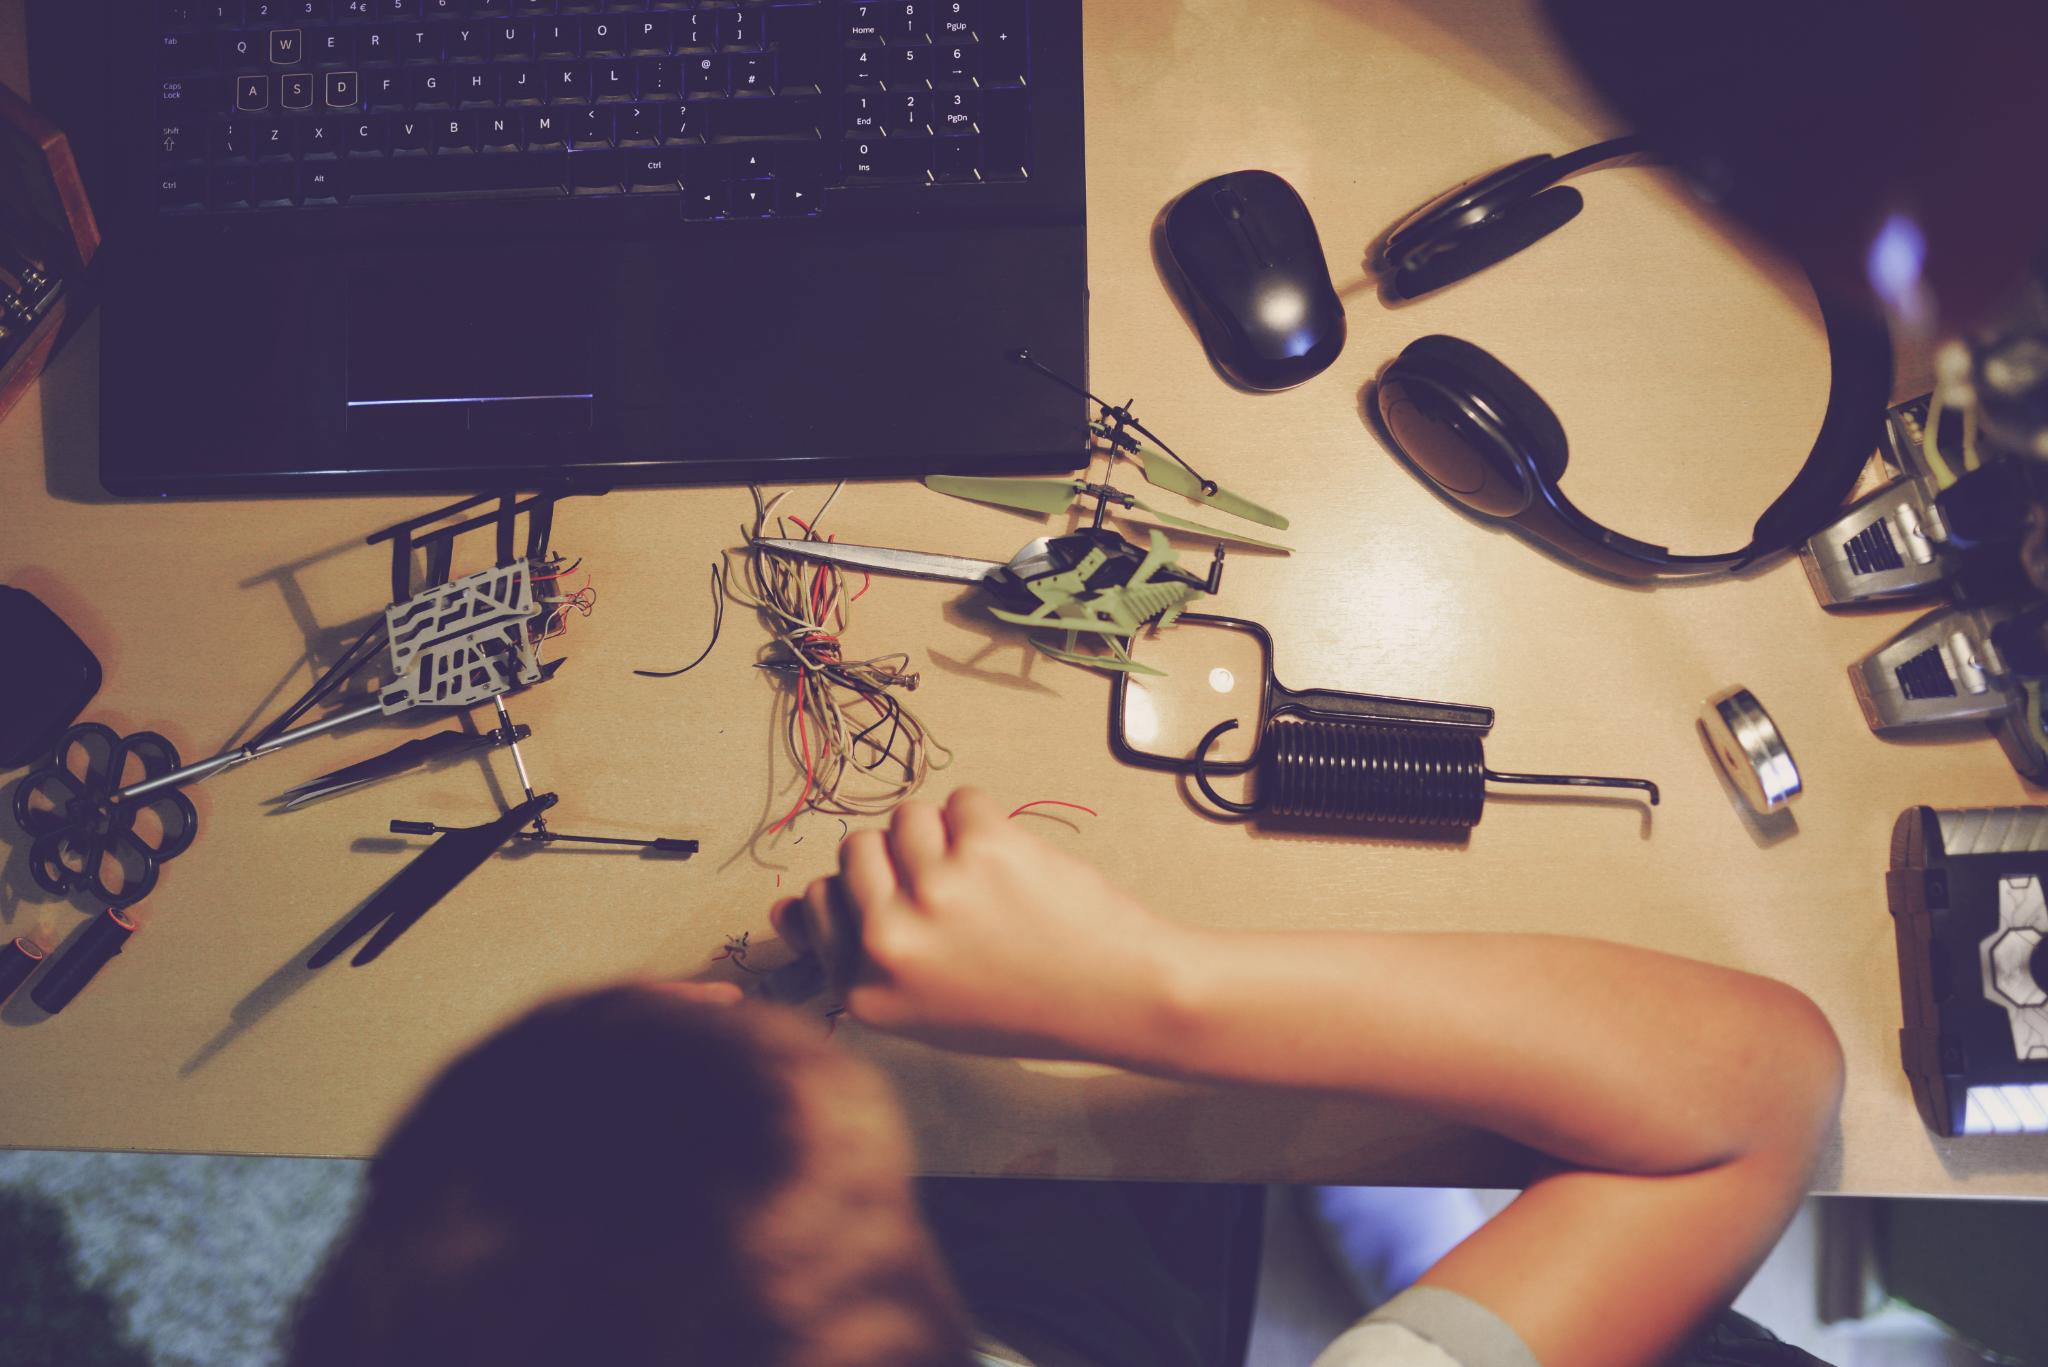 1 2 3 4 € 5 6 7 Home 8 ↑ 9 PgUp
Tab Q W E R T Y U I O P { [ } ] +
4 ← 5 6 →
Caps Lock A S D F G H J K L : ; @ ' ~ #
1 End 2 ↓ 3 PgDn
Shift ⇧ ¦ \ Z X C V B N M < , > . ? /
0 Ins .
Ctrl Alt Ctrl ▲
◄ ▼ ►